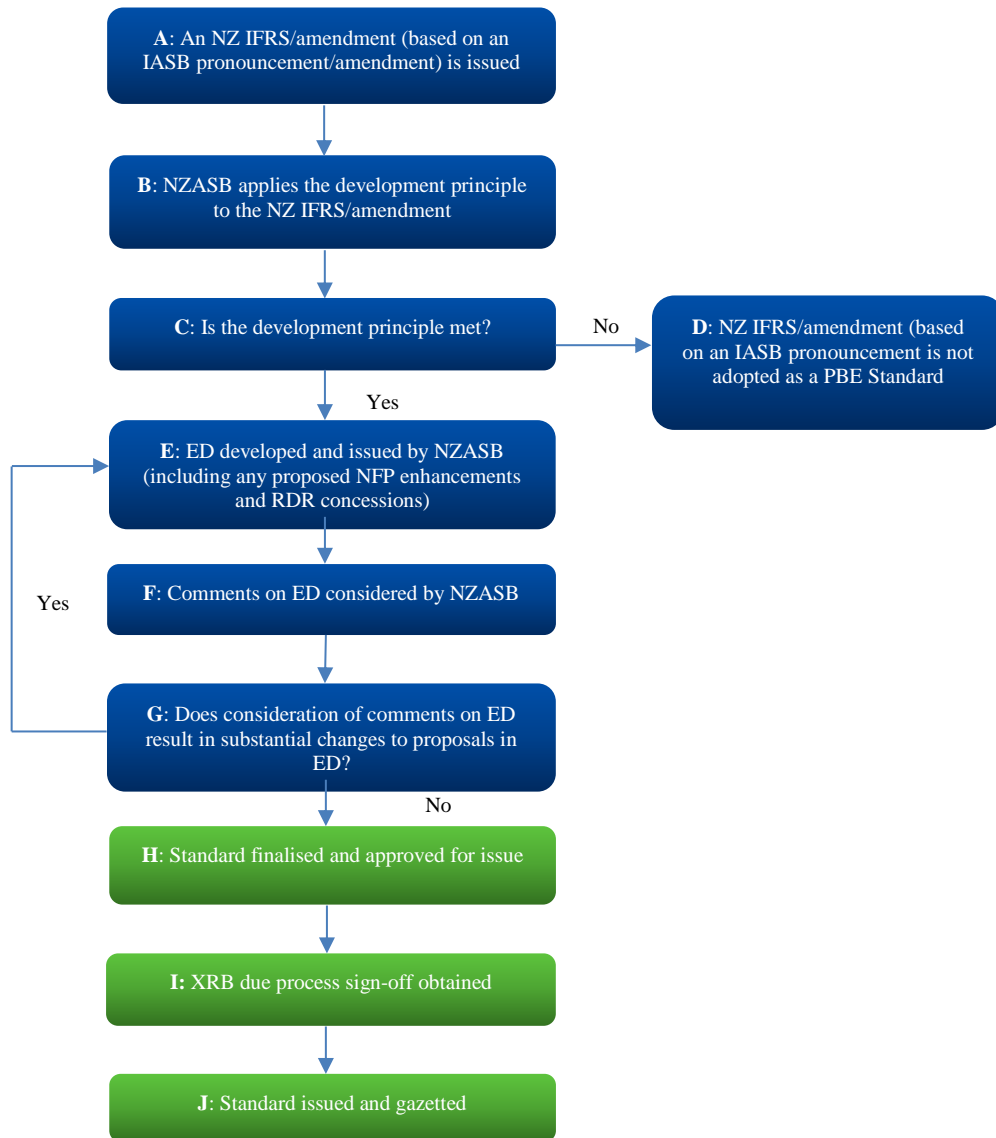 A: An NZ IFRS/amendment (based on an
IASB pronouncement/amendment) is issued
B: NZASB applies the development principle
to the NZ IFRS/amendment
C: Is the development principle met?
No
D: NZ IFRS/amendment (based
on an IASB pronouncement is not
adopted as a PBE Standard
Yes
E: ED developed and issued by NZASB
(including any proposed NFP enhancements
and RDR concessions)
F: Comments on ED considered by NZASB
Yes
G: Does consideration of comments on ED
result in substantial changes to proposals in
ED?
No
H: Standard finalised and approved for issue
I: XRB due process sign-off obtained
J: Standard issued and gazetted